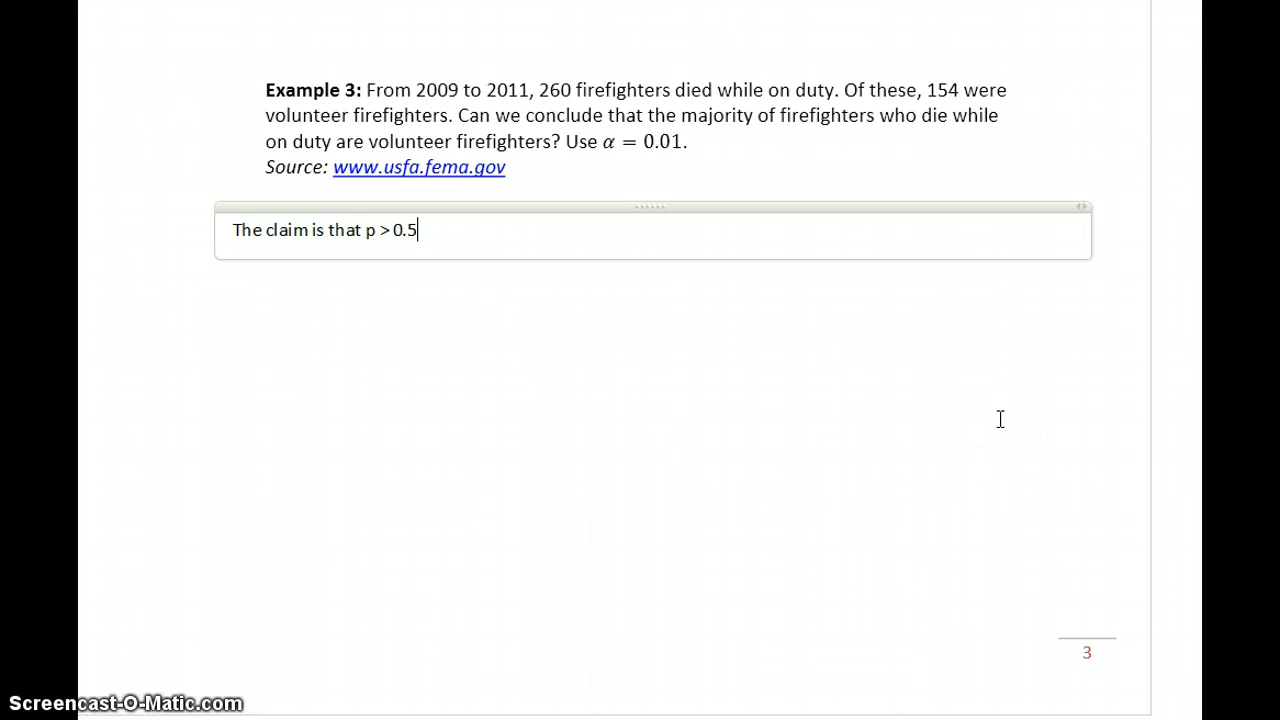 Example 3: From 2009 to 2011, 260 firefighters died while on duty. Of these, 154 were
volunteer firefighters. Can we conclude that the majority of firefighters who die while
on duty are volunteer firefighters? Use α = 0.01.
Source: www.usfa.fema.gov
The claim is that p > 0.5
3
Screencast-O-Matic.com